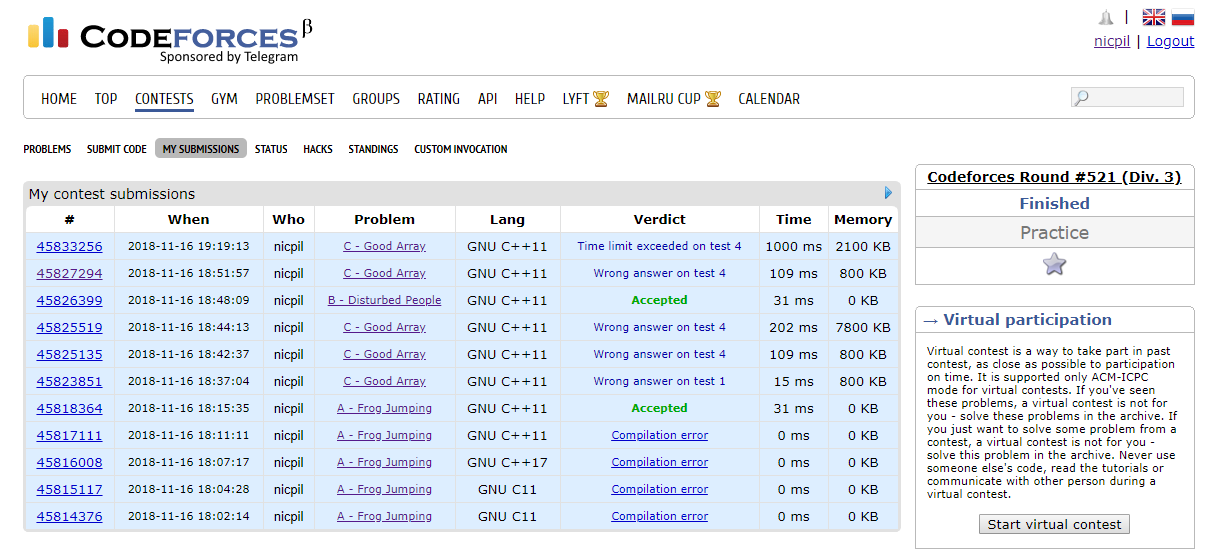 CODEFORCES β
Sponsored by Telegram
|
nicpil | Logout
HOME TOP CONTESTS GYM PROBLEMSET GROUPS RATING API HELP LYFT MAILRU CUP CALENDAR
PROBLEMS SUBMIT CODE MY SUBMISSIONS STATUS HACKS STANDINGS CUSTOM INVOCATION
My contest submissions
# When Who Problem Lang Verdict Time Memory
45833256 2018-11-16 19:19:13 nicpil C - Good Array GNU C++11 Time limit exceeded on test 4 1000 ms 2100 KB
45827294 2018-11-16 18:51:57 nicpil C - Good Array GNU C++11 Wrong answer on test 4 109 ms 800 KB
45826399 2018-11-16 18:48:09 nicpil B - Disturbed People GNU C++11 Accepted 31 ms 0 KB
45825519 2018-11-16 18:44:13 nicpil C - Good Array GNU C++11 Wrong answer on test 4 202 ms 7800 KB
45825135 2018-11-16 18:42:37 nicpil C - Good Array GNU C++11 Wrong answer on test 4 109 ms 800 KB
45823851 2018-11-16 18:37:04 nicpil C - Good Array GNU C++11 Wrong answer on test 1 15 ms 800 KB
45818364 2018-11-16 18:15:35 nicpil A - Frog Jumping GNU C++11 Accepted 31 ms 0 KB
45817111 2018-11-16 18:11:11 nicpil A - Frog Jumping GNU C++11 Compilation error 0 ms 0 KB
45816008 2018-11-16 18:07:17 nicpil A - Frog Jumping GNU C++17 Compilation error 0 ms 0 KB
45815117 2018-11-16 18:04:28 nicpil A - Frog Jumping GNU C11 Compilation error 0 ms 0 KB
45814376 2018-11-16 18:02:14 nicpil A - Frog Jumping GNU C11 Compilation error 0 ms 0 KB
Codeforces Round #521 (Div. 3)
Finished
Practice
→ Virtual participation
Virtual contest is a way to take part in past
contest, as close as possible to participation
on time. It is supported only ACM-ICPC
mode for virtual contests. If you've seen
these problems, a virtual contest is not for
you - solve these problems in the archive. If
you just want to solve some problem from a
contest, a virtual contest is not for you -
solve this problem in the archive. Never use
someone else's code, read the tutorials or
communicate with other person during a
virtual contest.
Start virtual contest